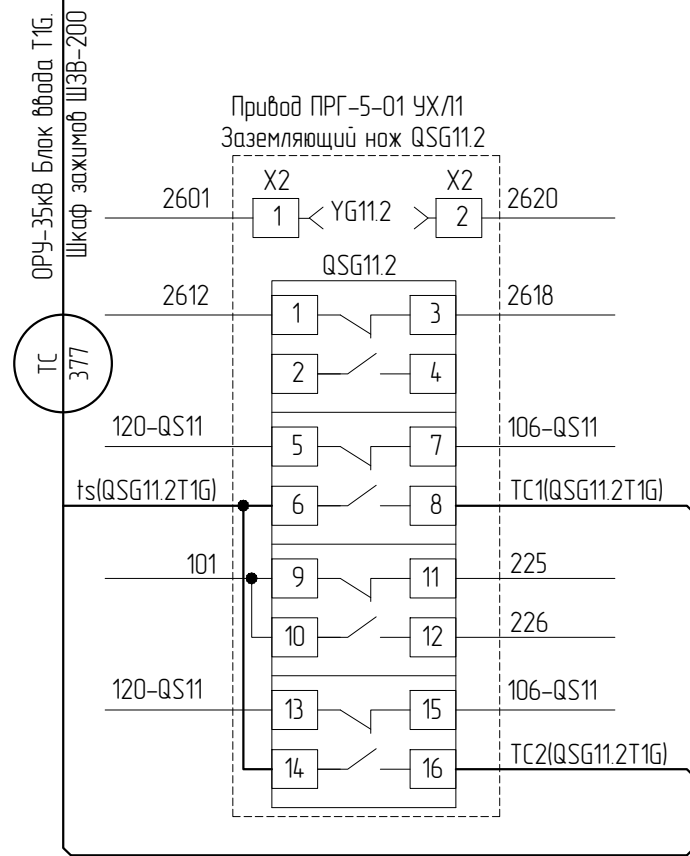 ОРУ-35кВ Блок ввода T1G.
Шкаф зажимов ШЗВ-200
Привод ПРГ-5-01 УХЛ1
Заземляющий нож QSG11.2
X2
X2
2601
1
YG11.2
2
2620
QSG11.2
2612
1
3
2618
ТС
377
2
4
120-QS11
5
7
106-QS11
ts(QSG11.2T1G)
6
8
TC1(QSG11.2T1G)
101
9
11
225
10
12
226
120-QS11
13
15
106-QS11
14
16
TC2(QSG11.2T1G)